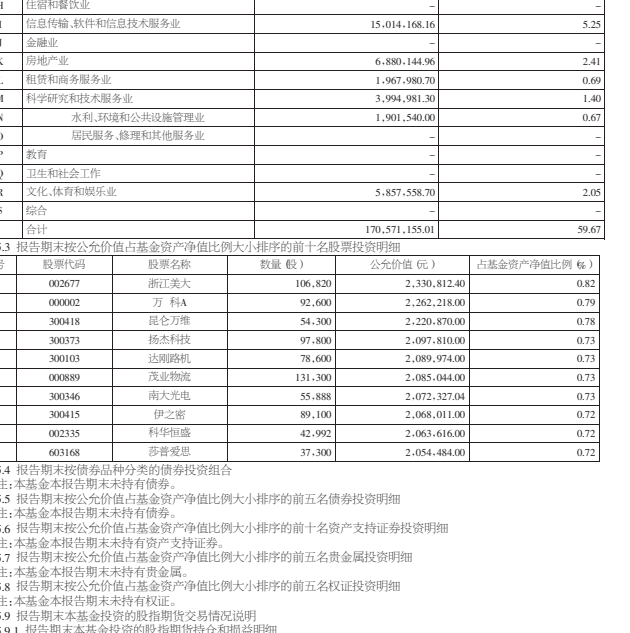 H 住宿和餐饮业 – –
I 信息传输、软件和信息技术服务业 15,014,168.16 5.25
J 金融业 – –
K 房地产业 6,880,144.96 2.41
L 租赁和商务服务业 1,967,980.70 0.69
M 科学研究和技术服务业 3,994,981.30 1.40
N 水利、环境和公共设施管理业 1,901,540.00 0.67
O 居民服务、修理和其他服务业 – –
P 教育 – –
Q 卫生和社会工作 – –
R 文化、体育和娱乐业 5,857,558.70 2.05
S 综合 – –
合计 170,571,155.01 59.67
5.3 报告期末按公允价值占基金资产净值比例大小排序的前十名股票投资明细
号 股票代码 股票名称 数量（股） 公允价值（元） 占基金资产净值比例（%）
002677 浙江美大 106,820 2,330,812.40 0.82
000002 万 科A 92,600 2,262,218.00 0.79
300418 昆仑万维 54,300 2,220,870.00 0.78
300373 扬杰科技 97,800 2,097,810.00 0.73
300103 达刚路机 78,600 2,089,974.00 0.73
000889 茂业物流 131,300 2,085,044.00 0.73
300346 南大光电 55,888 2,072,327.04 0.73
300415 伊之密 89,100 2,068,011.00 0.72
002335 科华恒盛 42,992 2,063,616.00 0.72
603168 莎普爱思 37,300 2,054,484.00 0.72
5.4 报告期末按债券品种分类的债券投资组合
注:本基金本报告期末未持有债券。
5.5 报告期末按公允价值占基金资产净值比例大小排序的前五名债券投资明细
注:本基金本报告期末未持有债券。
5.6 报告期末按公允价值占基金资产净值比例大小排序的前十名资产支持证券投资明细
注:本基金本报告期末未持有资产支持证券。
5.7 报告期末按公允价值占基金资产净值比例大小排序的前五名贵金属投资明细
注:本基金本报告期末未持有贵金属。
5.8 报告期末按公允价值占基金资产净值比例大小排序的前五名权证投资明细
注:本基金本报告期末未持有权证。
5.9 报告期末本基金投资的股指期货交易情况说明
5.9.1 报告期末本基金投资的股指期货持仓和损益明细